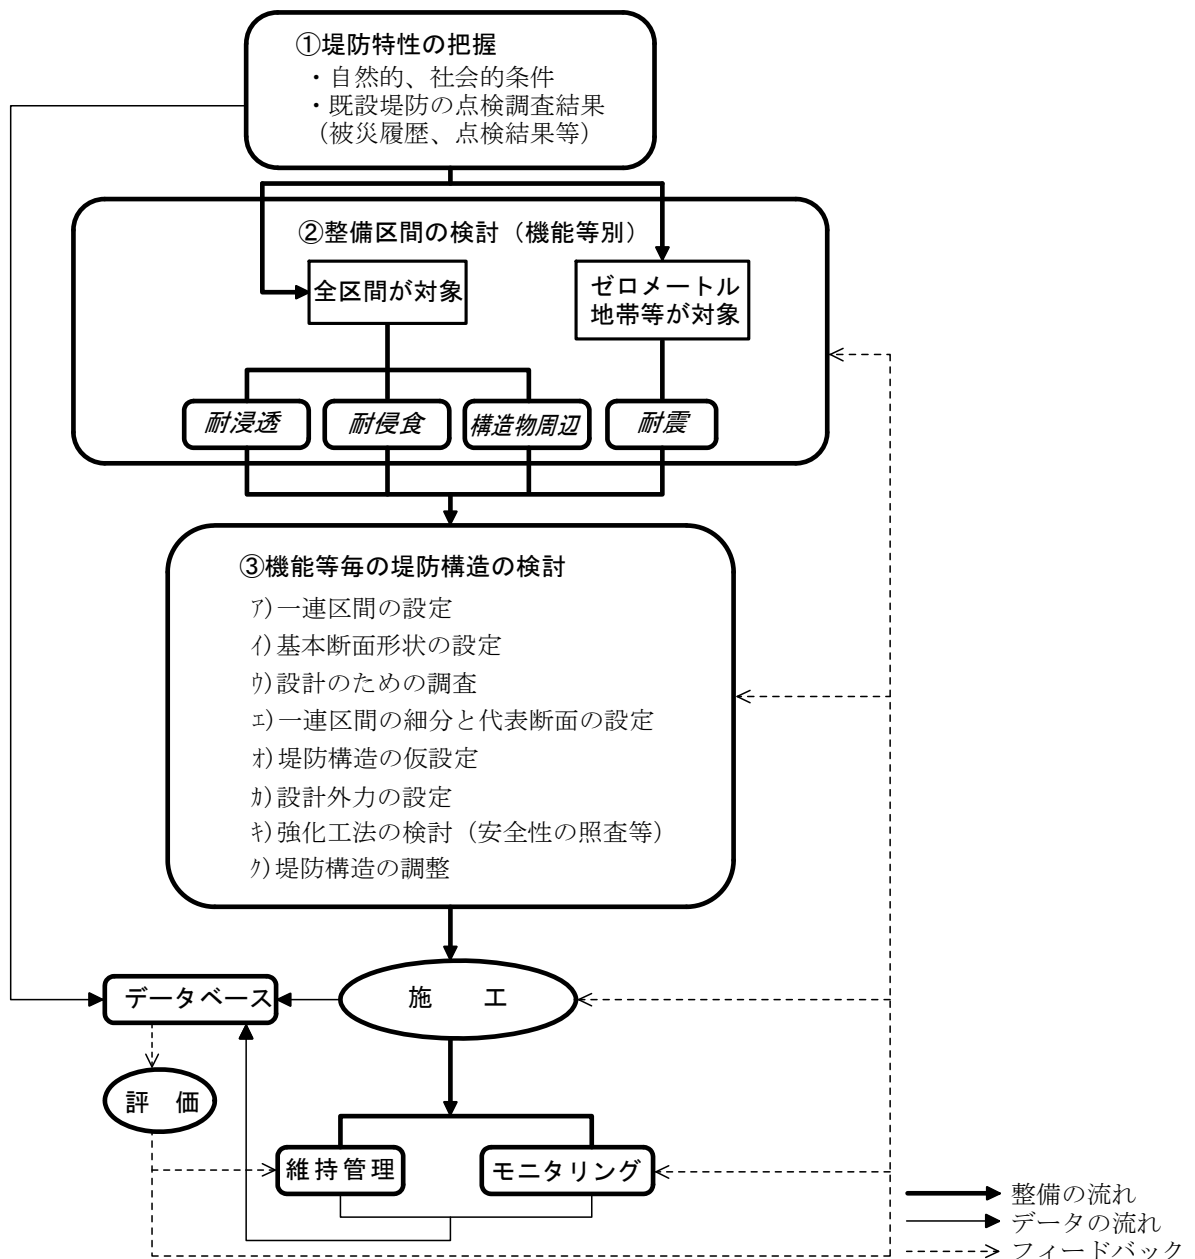 ①堤防特性の把握
・自然的、社会的条件
・既設堤防の点検調査結果
(被災履歴、点検結果等)
②整備区間の検討（機能等別）
全区間が対象
ゼロメートル
地帯等が対象
耐浸透
耐侵食
構造物周辺
耐震
③機能等毎の堤防構造の検討
ｱ)一連区間の設定
ｲ)基本断面形状の設定
ｳ)設計のための調査
ｴ)一連区間の細分と代表断面の設定
ｵ)堤防構造の仮設定
ｶ)設計外力の設定
ｷ)強化工法の検討（安全性の照査等）
ｸ)堤防構造の調整
データベース
施　工
評　価
維持管理
モニタリング
整備の流れ
データの流れ
フィードバック